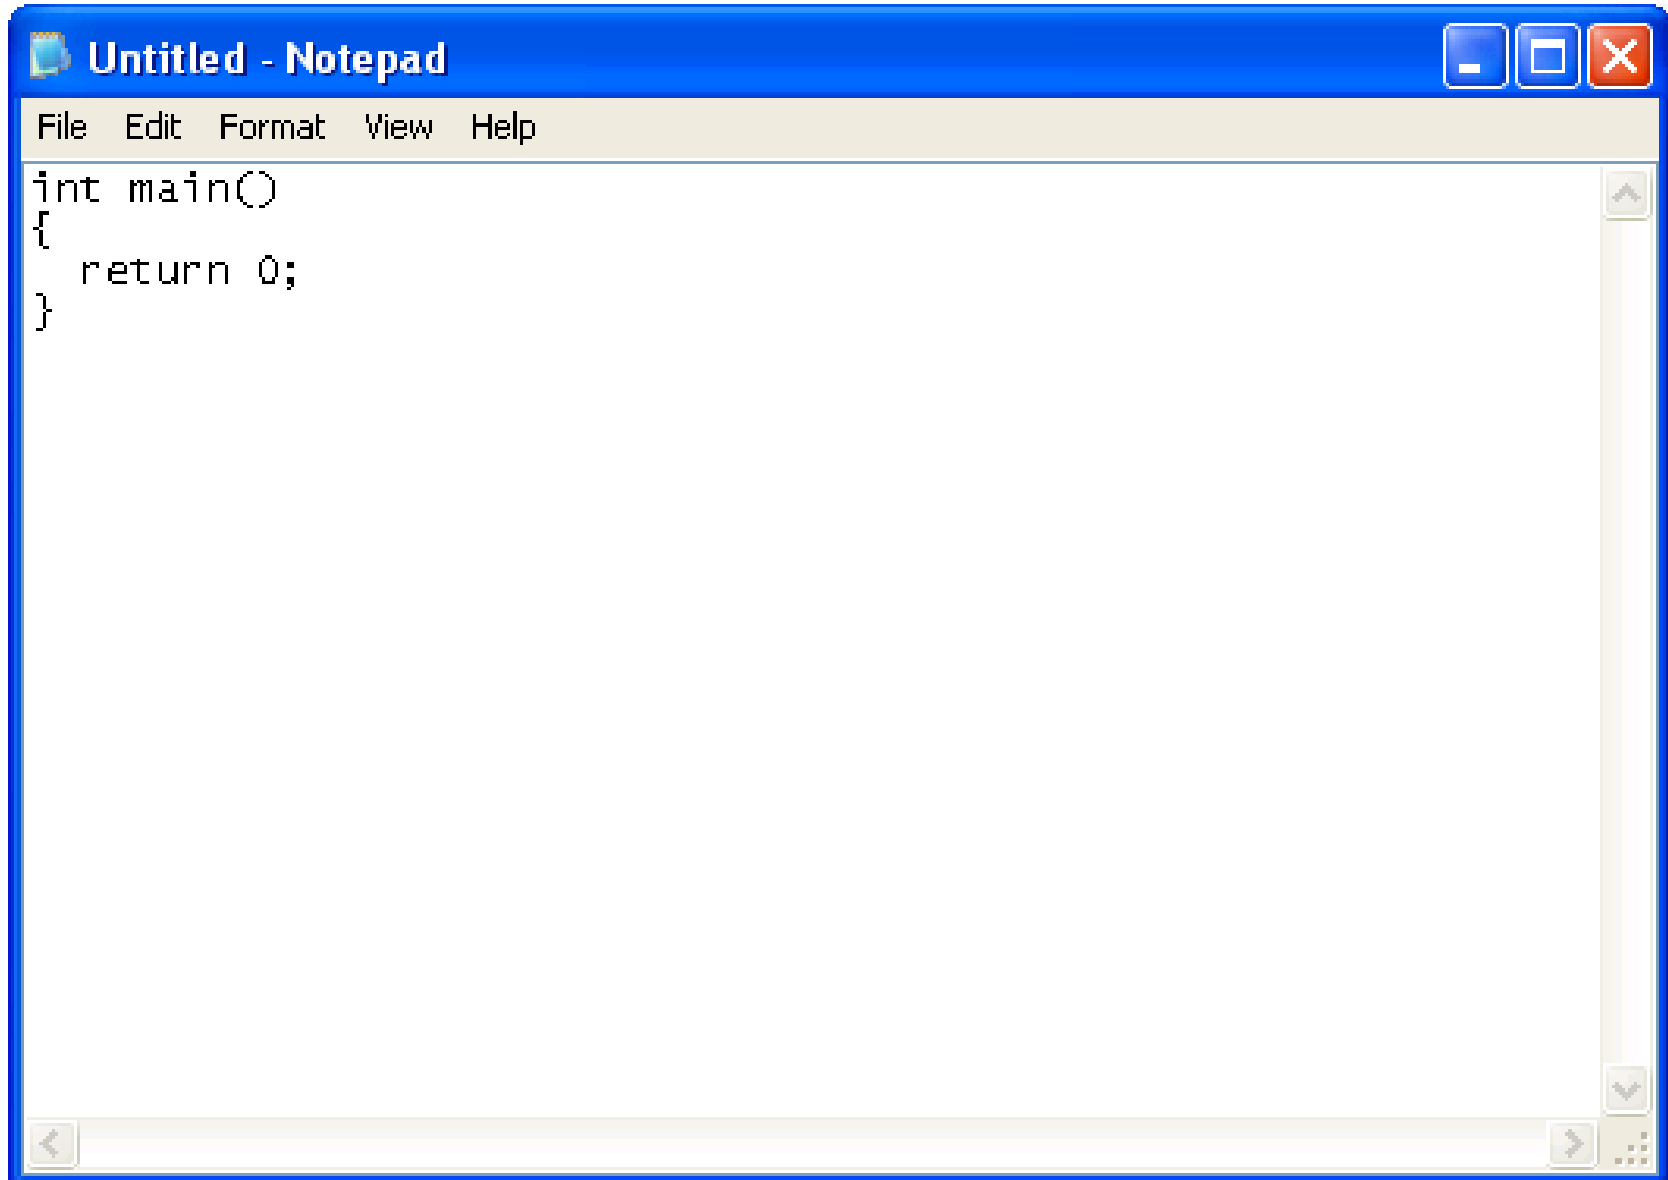 Untitled - Notepad
File Edit Format View Help
int main()
{
  return 0;
}